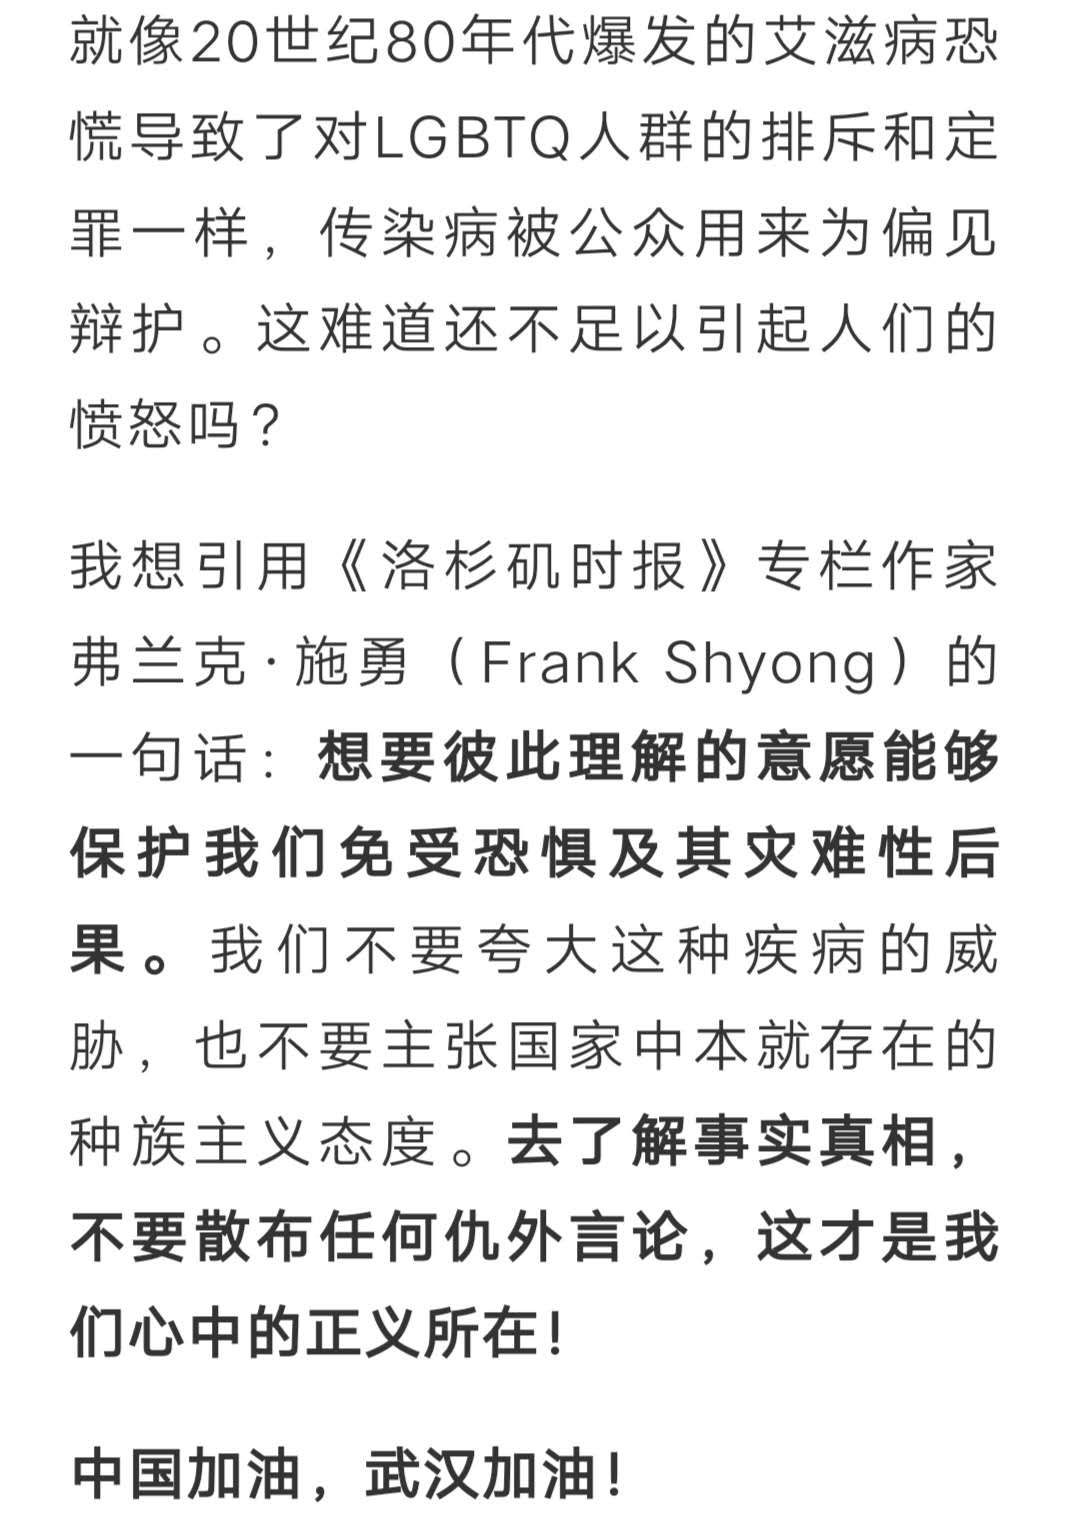 就像20世纪80年代爆发的艾滋病恐
慌导致了对LGBTQ人群的排斥和定
罪一样，传染病被公众用来为偏见
辩护。这难道还不足以引起人们的
愤怒吗？
我想引用《洛杉矶时报》专栏作家
弗兰克·施勇（Frank Shyong）的
一句话：想要彼此理解的意愿能够
保护我们免受恐惧及其灾难性后
果。我们不要夸大这种疾病的威
胁，也不要主张国家中本就存在的
种族主义态度。去了解事实真相，
不要散布任何仇外言论，这才是我
们心中的正义所在！
中国加油，武汉加油！